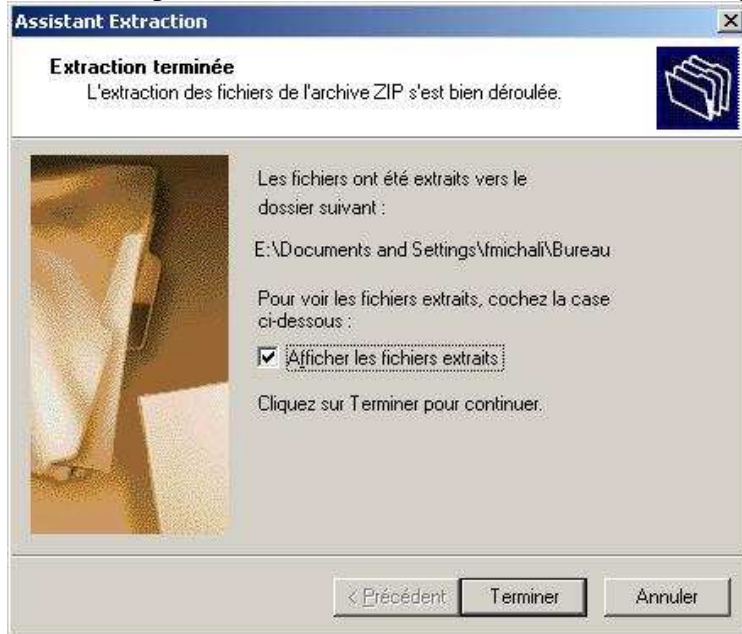 Assistant Extraction
Extraction terminée
L'extraction des fichiers de l'archive ZIP s'est bien déroulée.
Les fichiers ont été extraits vers le
dossier suivant :
E:\Documents and Settings\fmichali\Bureau
Pour voir les fichiers extraits, cochez la case
ci-dessous :
Afficher les fichiers extraits
Cliquez sur Terminer pour continuer.
< Précédent
Terminer
Annuler